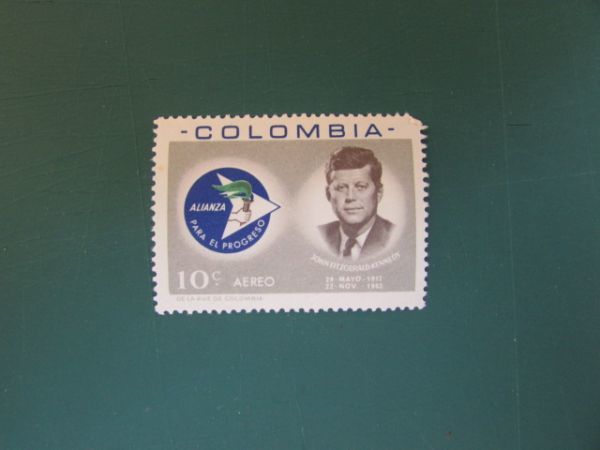 - COLOMBIA -
ALIANZA
PARA EL PROGRESO
JOHN FITZGERALD KENNEDY
29 - MAYO - 1917
22 - NOV. - 1963
10 c. AEREO
DE LA RUE DE COLOMBIA